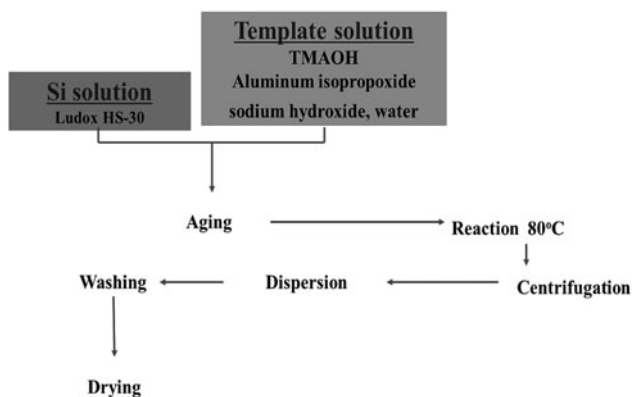 Template solution
TMAOH
Aluminum isopropoxide
sodium hydroxide, water
Si solution
Ludox HS-30
Aging
Reaction 80°C
Centrifugation
Dispersion
Washing
Drying